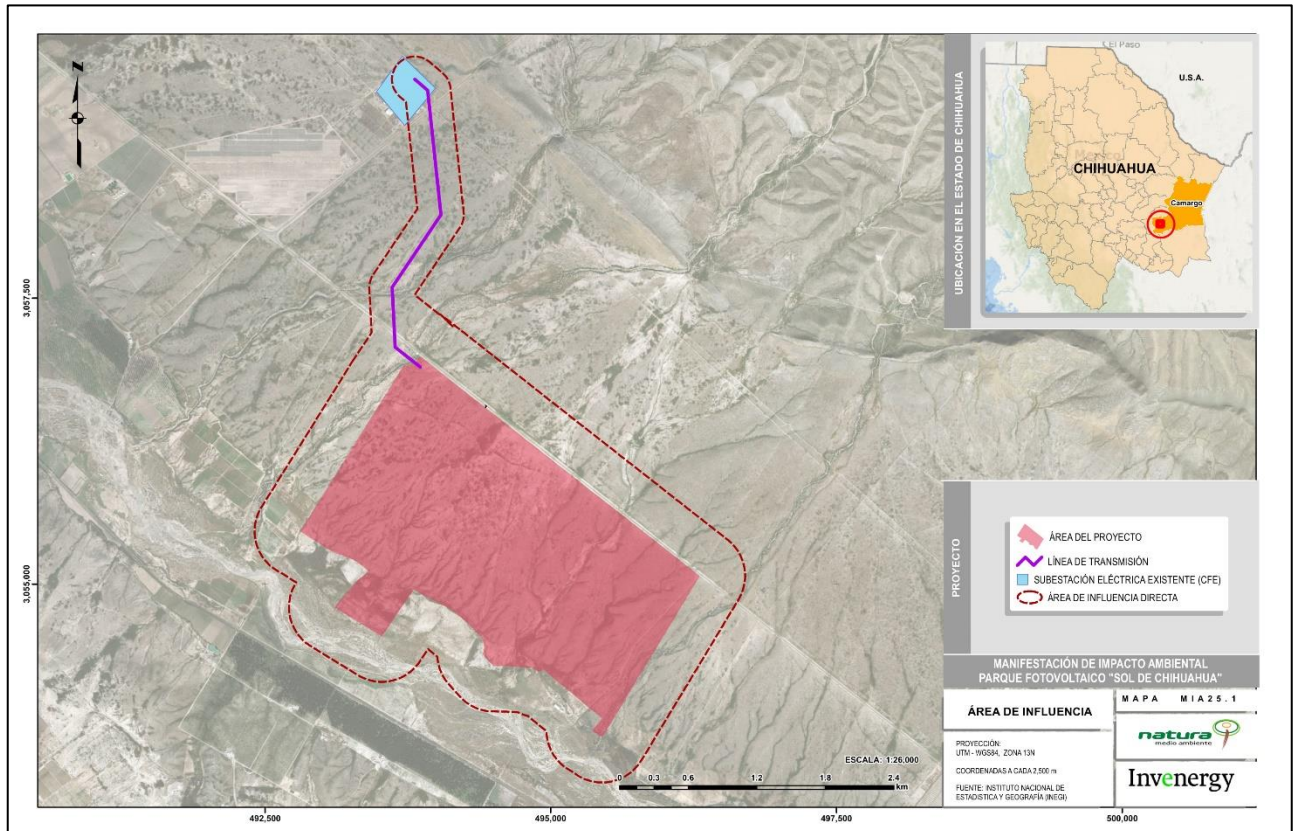 N
3,057,500
3,055,000
492,500
495,000
497,500
500,000
ESCALA: 1:26,000
0 0.3 0.6 1.2 1.8 2.4
km
UBICACIÓN EN EL ESTADO DE CHIHUAHUA
El Paso
U.S.A.
CHIHUAHUA
Camargo
PROYECTO
ÁREA DEL PROYECTO
LÍNEA DE TRANSMISIÓN
SUBESTACIÓN ELÉCTRICA EXISTENTE (CFE)
ÁREA DE INFLUENCIA DIRECTA
MANIFESTACIÓN DE IMPACTO AMBIENTAL
PARQUE FOTOVOLTAICO "SOL DE CHIHUAHUA"
ÁREA DE INFLUENCIA
MAPA MIA25.1
PROYECCIÓN:
UTM - WGS84, ZONA 13N
COORDENADAS A CADA 2,500 m
FUENTE: INSTITUTO NACIONAL DE
ESTADISTICA Y GEOGRAFÍA (INEGI)
natura
medio ambiente
Invenergy